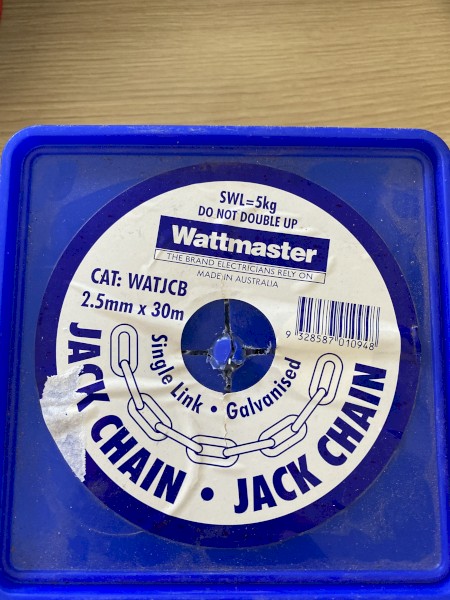 SWL=5kg
DO NOT DOUBLE UP
Wattmaster
THE BRAND ELECTRICIANS RELY ON
MADE IN AUSTRALIA
CAT: WATJCB
2.5mm x 30m
9 328587 010948
Single Link • Galvanised
JACK CHAIN • JACK CHAIN